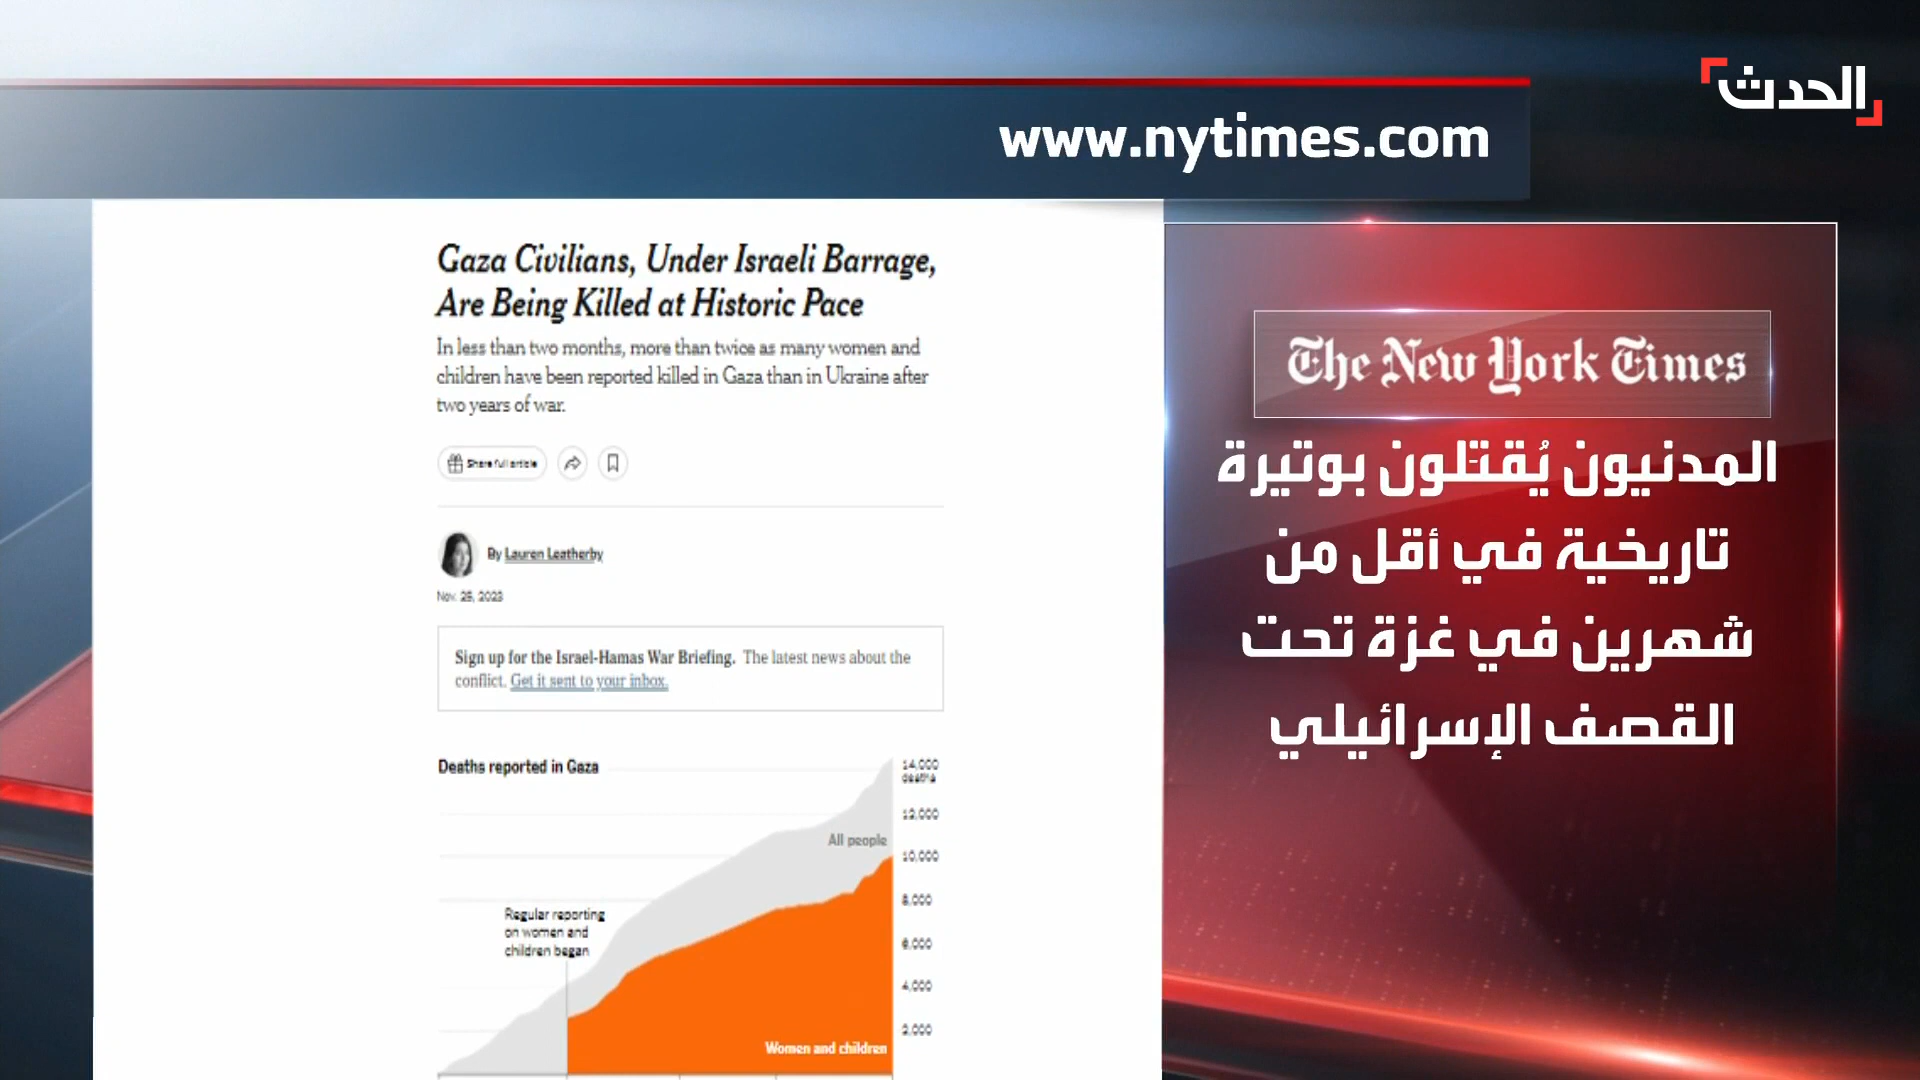 الحدث
www.nytimes.com
Gaza Civilians, Under Israeli Barrage,
Are Being Killed at Historic Pace
In less than two months, more than twice as many women and
children have been reported killed in Gaza than in Ukraine after
two years of war.
Share full article
By Lauren Leatherby
Nov. 25, 2023
Sign up for the Israel-Hamas War Briefing. The latest news about the
conflict. Get it sent to your inbox.
Deaths reported in Gaza
14,000
deaths
12,000
All people
10,000
8,000
Regular reporting
on women and
children began
6,000
4,000
2,000
Women and children
The New York Times
المدنيون يُقتلون بوتيرة
تاريخية في أقل من
شهرين في غزة تحت
القصف الإسرائيلي